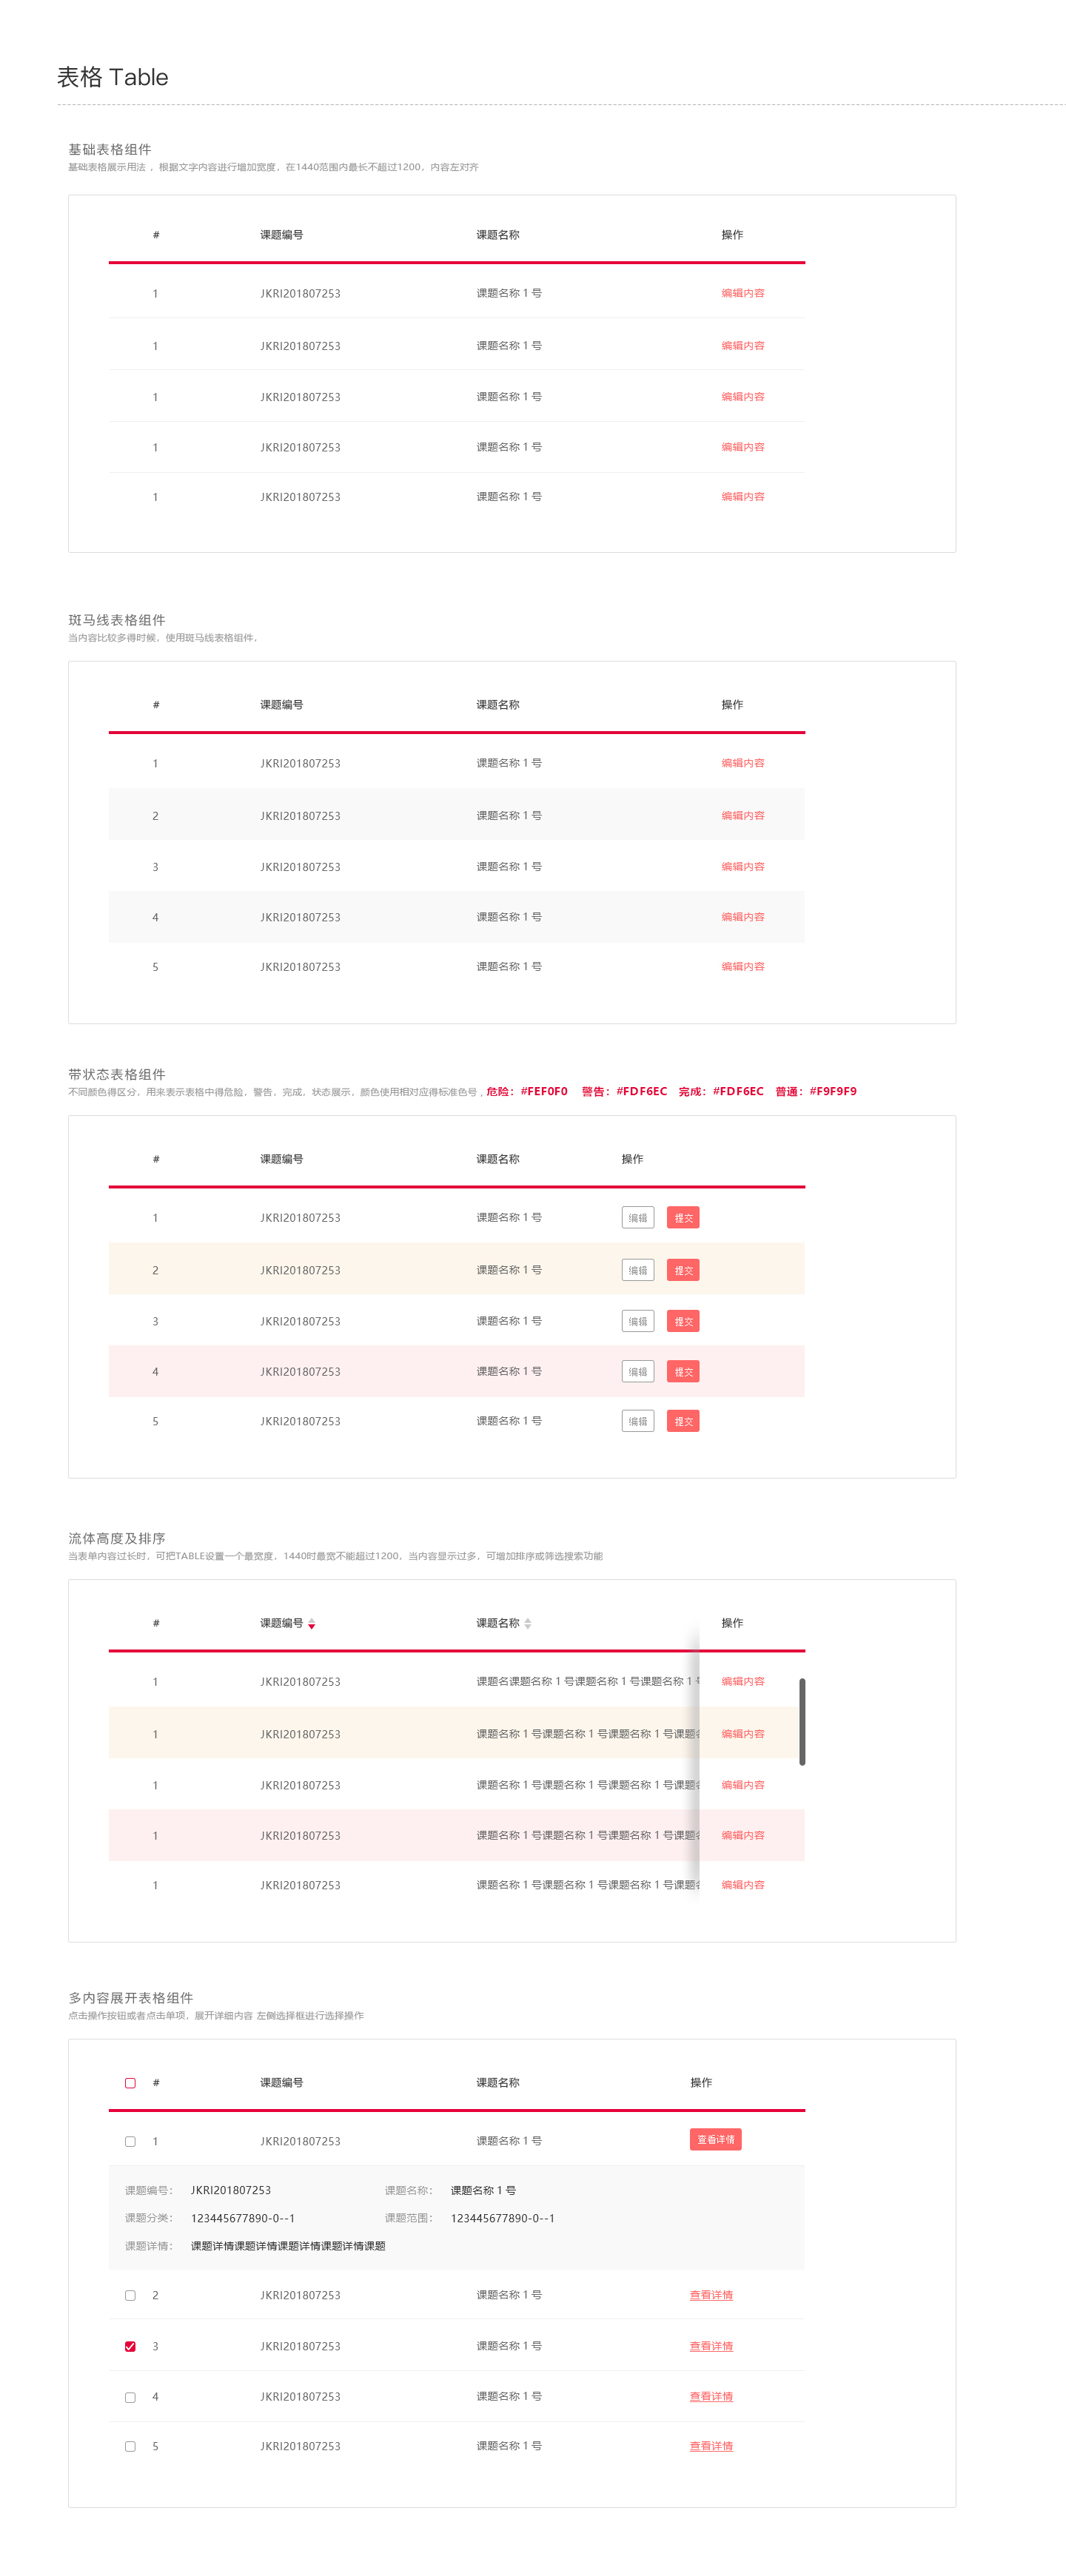 表格 Table
基础表格组件
基础表格展示用法 ，根据文字内容进行增加宽度，在1440范围内最长不超过1200，内容左对齐
# 课题编号 课题名称 操作
1 JKRI201807253 课题名称 1 号 编辑内容
1 JKRI201807253 课题名称 1 号 编辑内容
1 JKRI201807253 课题名称 1 号 编辑内容
1 JKRI201807253 课题名称 1 号 编辑内容
1 JKRI201807253 课题名称 1 号 编辑内容
斑马线表格组件
当内容比较多得时候，使用斑马线表格组件，
# 课题编号 课题名称 操作
1 JKRI201807253 课题名称 1 号 编辑内容
2 JKRI201807253 课题名称 1 号 编辑内容
3 JKRI201807253 课题名称 1 号 编辑内容
4 JKRI201807253 课题名称 1 号 编辑内容
5 JKRI201807253 课题名称 1 号 编辑内容
带状态表格组件
不同颜色得区分，用来表示表格中得危险，警告，完成，状态展示，颜色使用相对应得标准色号，危险：#FEF0F0 警告：#FDF6EC 完成：#FDF6EC 普通：#F9F9F9
# 课题编号 课题名称 操作
1 JKRI201807253 课题名称 1 号 编辑 提交
2 JKRI201807253 课题名称 1 号 编辑 提交
3 JKRI201807253 课题名称 1 号 编辑 提交
4 JKRI201807253 课题名称 1 号 编辑 提交
5 JKRI201807253 课题名称 1 号 编辑 提交
流体高度及排序
当表单内容过长时，可把TABLE设置一个最宽度，1440时最宽不能超过1200，当内容显示过多，可增加排序或筛选搜索功能
# 课题编号 课题名称 操作
1 JKRI201807253 课题名课题名称 1 号课题名称 1 号课题名称 1 编辑内容
1 JKRI201807253 课题名称 1 号课题名称 1 号课题名称 1 号课题 编辑内容
1 JKRI201807253 课题名称 1 号课题名称 1 号课题名称 1 号课题 编辑内容
1 JKRI201807253 课题名称 1 号课题名称 1 号课题名称 1 号课题 编辑内容
1 JKRI201807253 课题名称 1 号课题名称 1 号课题名称 1 号课题 编辑内容
多内容展开表格组件
点击操作按钮或者点击单项，展开详细内容 左侧选择框进行选择操作
# 课题编号 课题名称 操作
1 JKRI201807253 课题名称 1 号 查看详情
课题编号： JKRI201807253 课题名称： 课题名称 1 号
课题分类： 123445677890-0--1 课题范围： 123445677890-0--1
课题详情： 课题详情课题详情课题详情课题详情课题
2 JKRI201807253 课题名称 1 号 查看详情
3 JKRI201807253 课题名称 1 号 查看详情
4 JKRI201807253 课题名称 1 号 查看详情
5 JKRI201807253 课题名称 1 号 查看详情